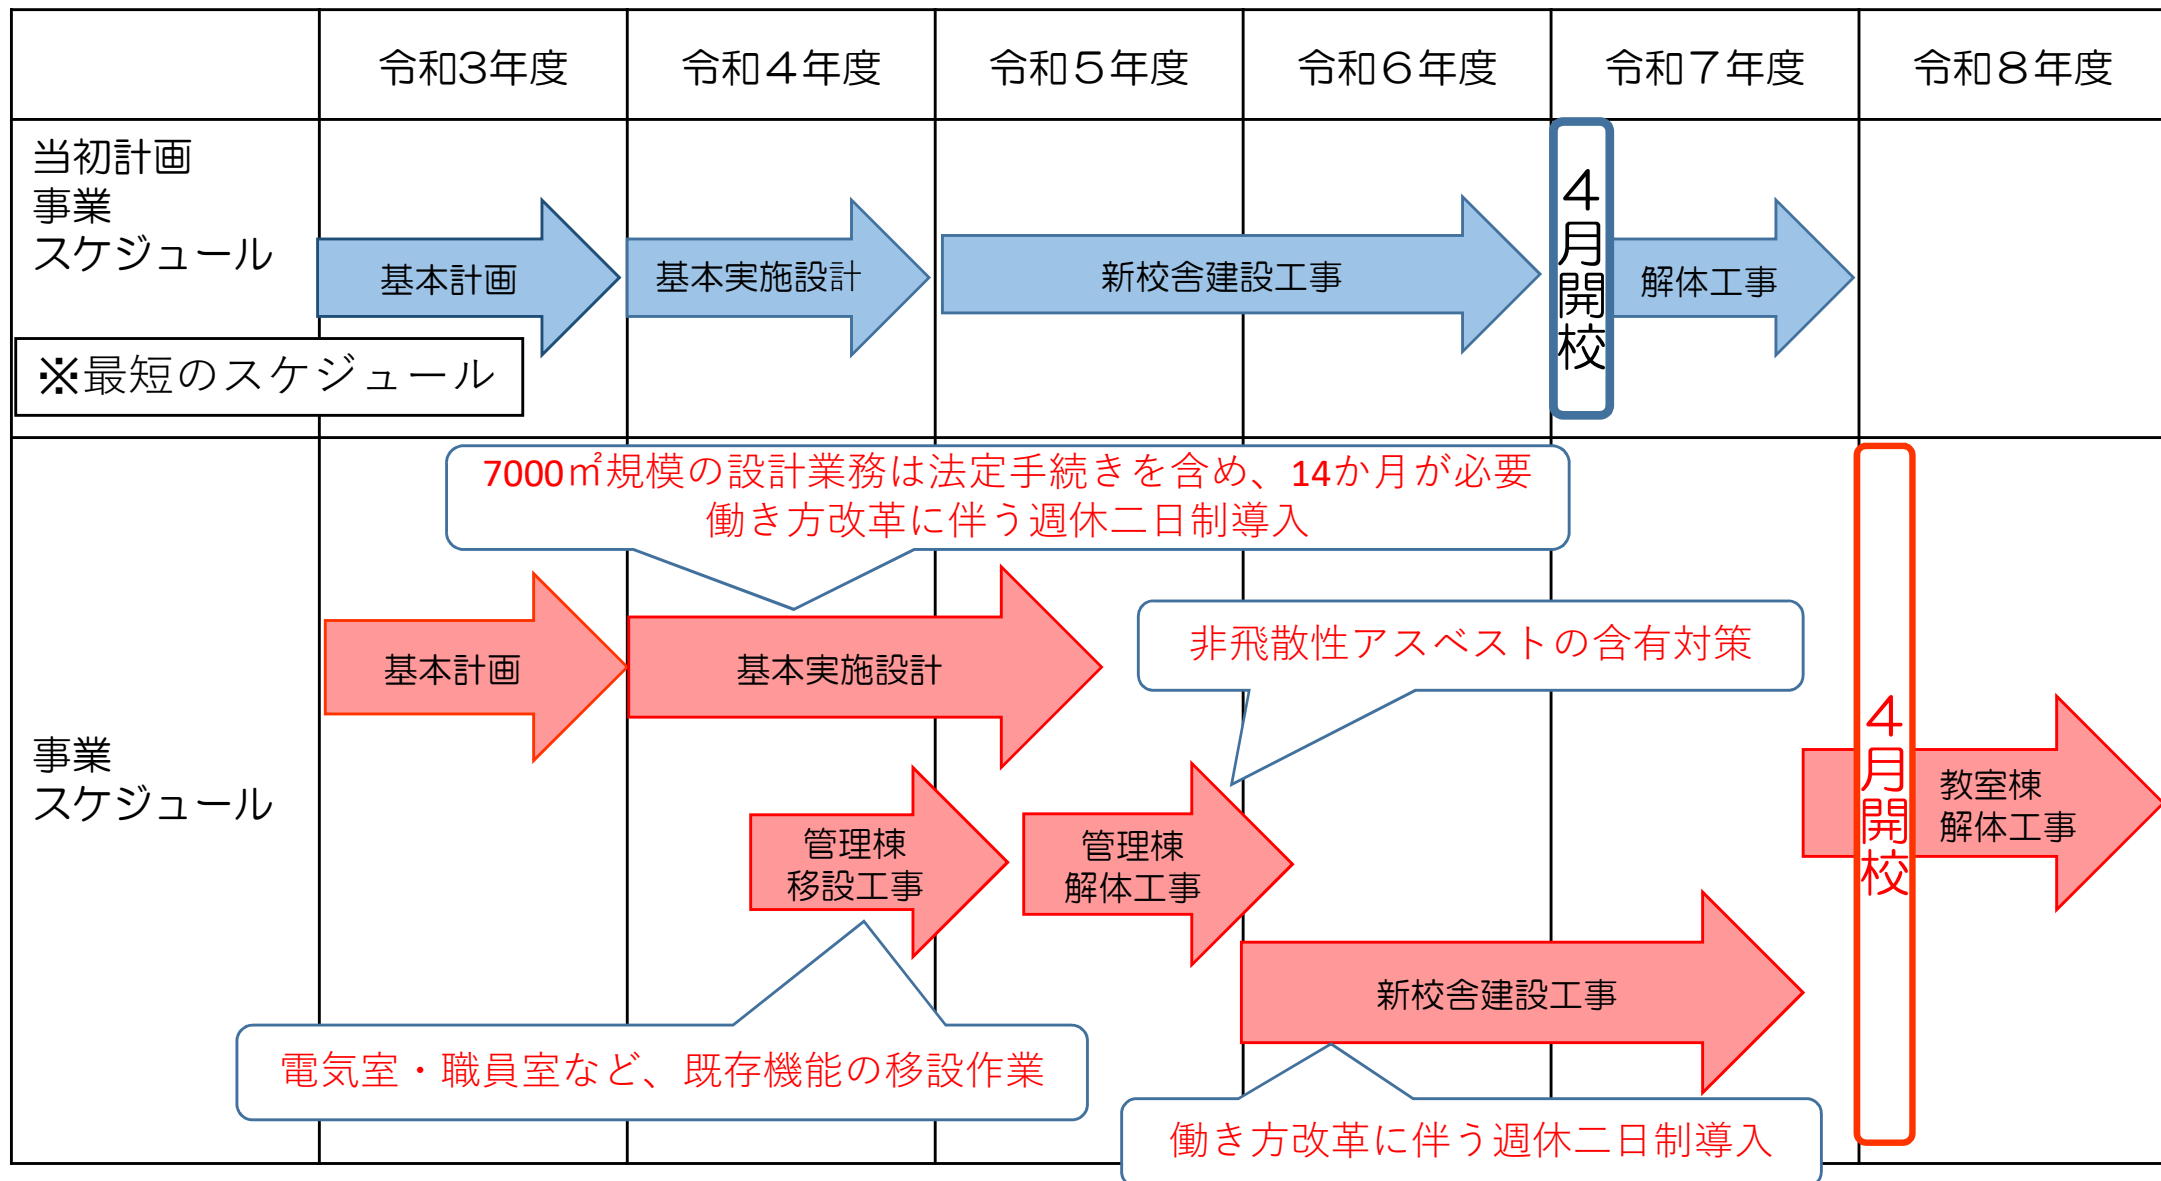 令和3年度
令和４年度
令和５年度
令和６年度
令和７年度
令和８年度
当初計画
事業
スケジュール
※最短のスケジュール
基本計画
基本実施設計
新校舎建設工事
４月開校
解体工事
事業
スケジュール
7000㎡規模の設計業務は法定手続きを含め、14か月が必要
働き方改革に伴う週休二日制導入
基本計画
基本実施設計
非飛散性アスベストの含有対策
管理棟
移設工事
管理棟
解体工事
電気室・職員室など、既存機能の移設作業
新校舎建設工事
働き方改革に伴う週休二日制導入
４月開校
教室棟
解体工事